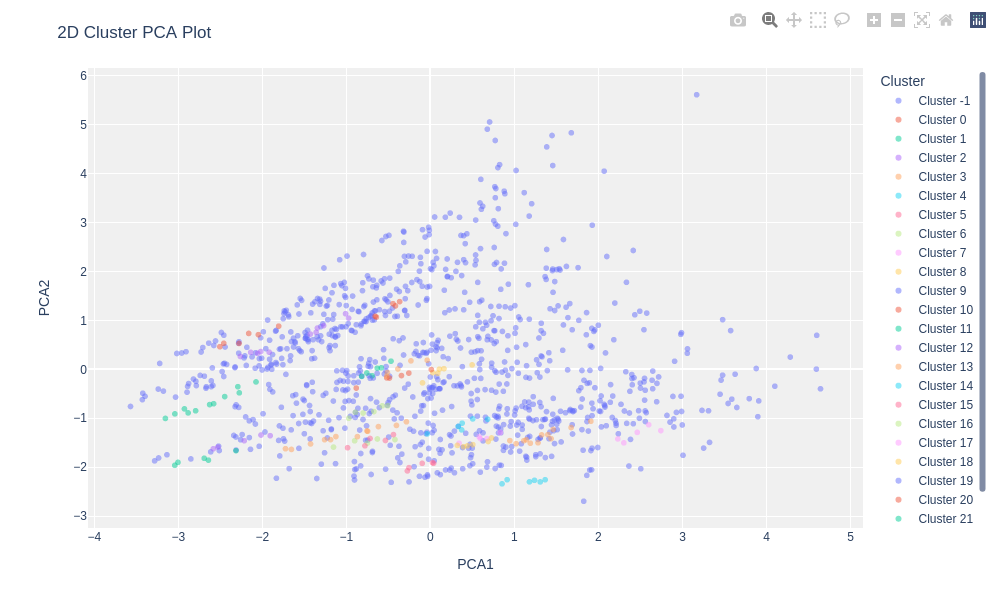 2D Cluster PCA Plot
Cluster
6
5
4
3
2
1
0
−1
−2
−3
PCA2
−4
−3
−2
−1
0
1
2
3
4
5
PCA1
Cluster -1
Cluster 0
Cluster 1
Cluster 2
Cluster 3
Cluster 4
Cluster 5
Cluster 6
Cluster 7
Cluster 8
Cluster 9
Cluster 10
Cluster 11
Cluster 12
Cluster 13
Cluster 14
Cluster 15
Cluster 16
Cluster 17
Cluster 18
Cluster 19
Cluster 20
Cluster 21